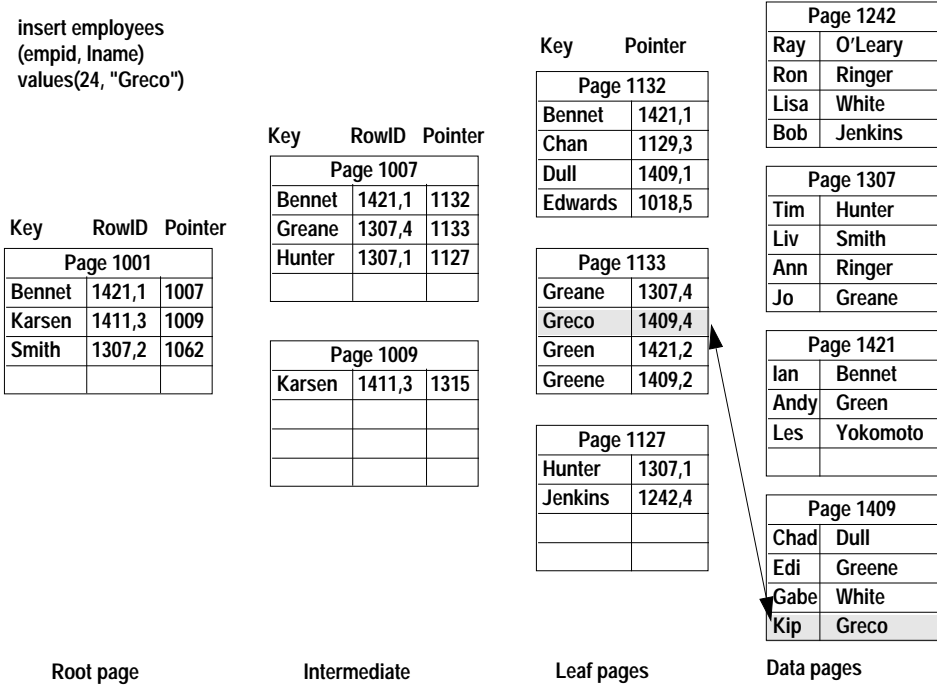 insert employees
(empid, lname)
values(24, "Greco")
Key RowID Pointer
Page 1001
Bennet 1421,1 1007
Karsen 1411,3 1009
Smith 1307,2 1062
Root page
Key RowID Pointer
Page 1007
Bennet 1421,1 1132
Greane 1307,4 1133
Hunter 1307,1 1127
Page 1009
Karsen 1411,3 1315
Intermediate
Key Pointer
Page 1132
Bennet 1421,1
Chan 1129,3
Dull 1409,1
Edwards 1018,5
Page 1133
Greane 1307,4
Greco 1409,4
Green 1421,2
Greene 1409,2
Page 1127
Hunter 1307,1
Jenkins 1242,4
Leaf pages
Page 1242
Ray O'Leary
Ron Ringer
Lisa White
Bob Jenkins
Page 1307
Tim Hunter
Liv Smith
Ann Ringer
Jo Greane
Page 1421
Ian Bennet
Andy Green
Les Yokomoto
Page 1409
Chad Dull
Edi Greene
Gabe White
Kip Greco
Data pages